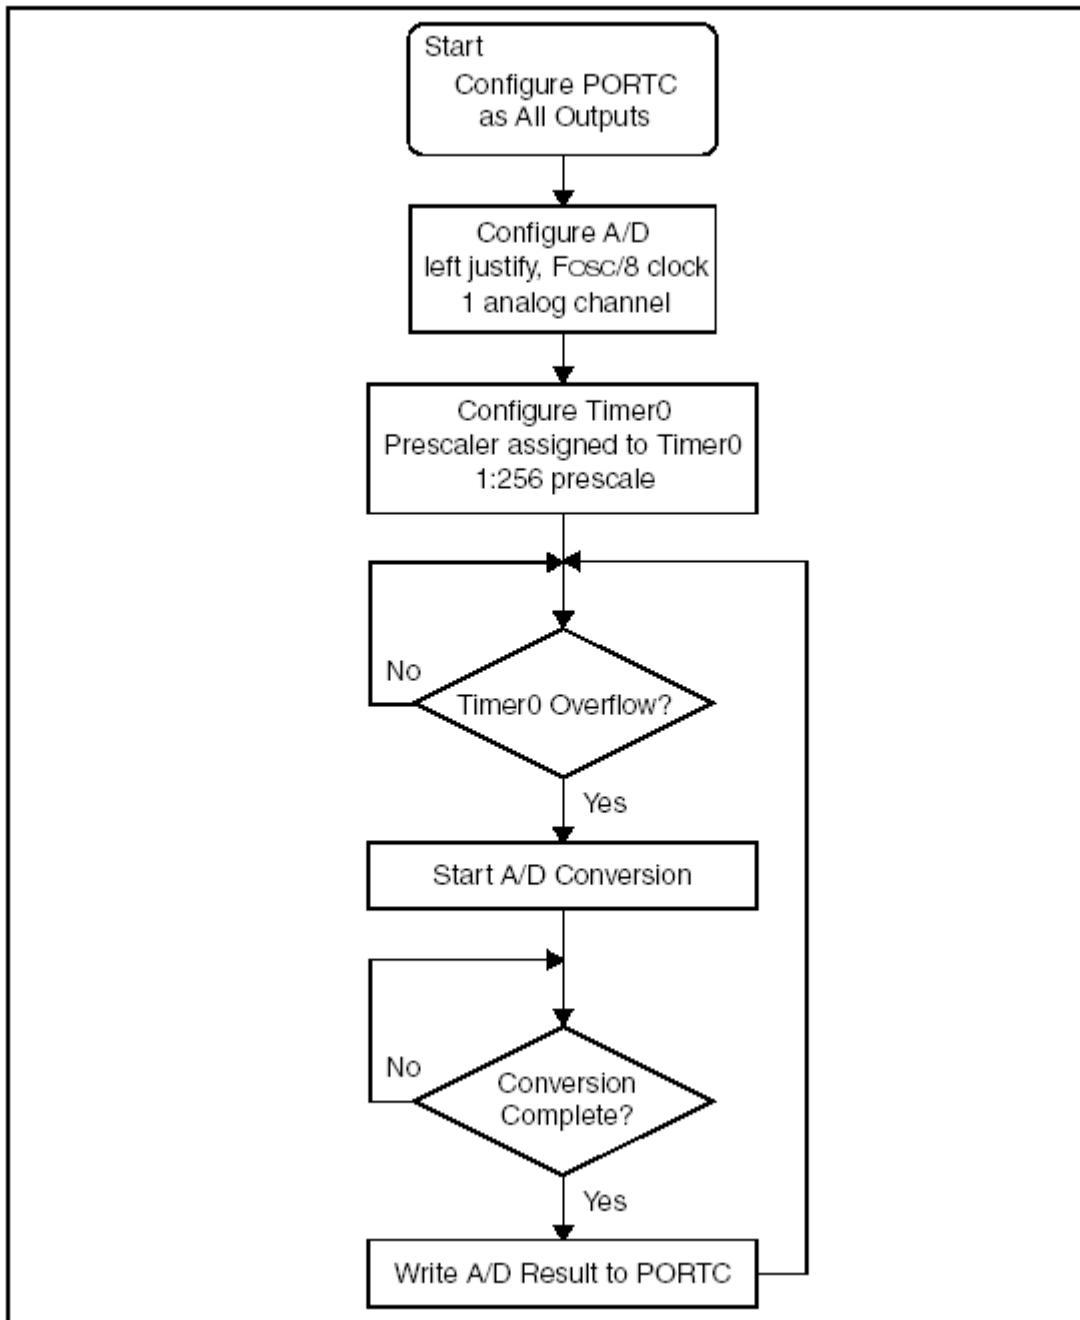 Start
Configure PORTC
as All Outputs
Configure A/D
left justify, FOSC/8 clock
1 analog channel
Configure Timer0
Prescaler assigned to Timer0
1:256 prescale
No
Timer0 Overflow?
Yes
Start A/D Conversion
No
Conversion
Complete?
Yes
Write A/D Result to PORTC